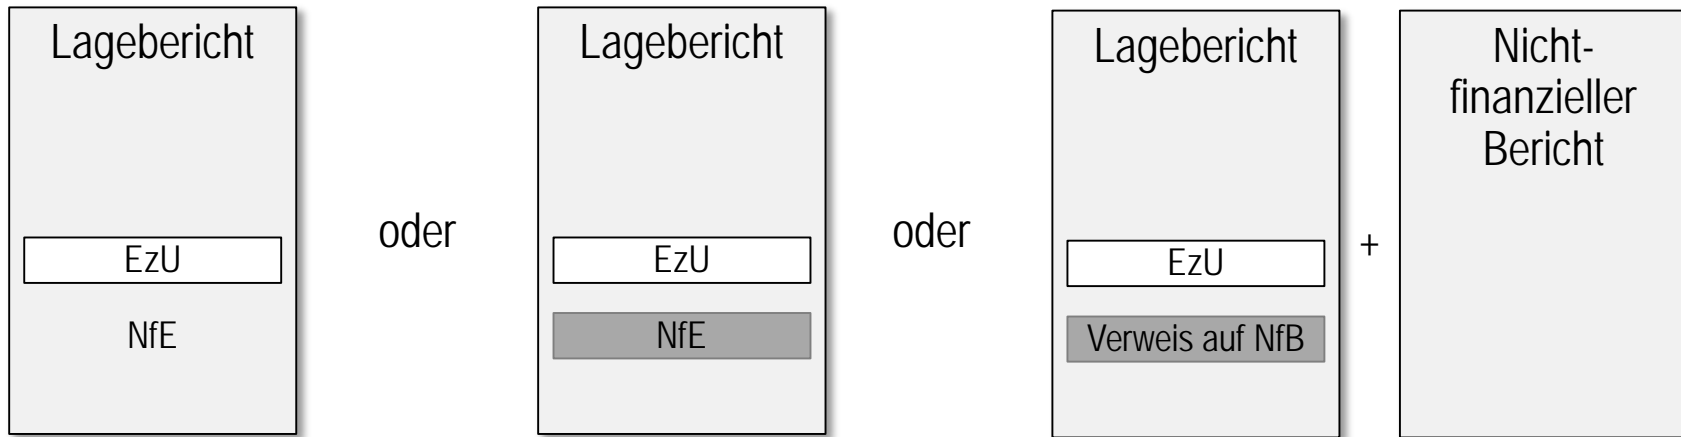 Lagebericht
EzU
NfE
oder
Lagebericht
EzU
NfE
oder
Lagebericht
EzU
Verweis auf NfB
+
Nicht-
finanzieller
Bericht